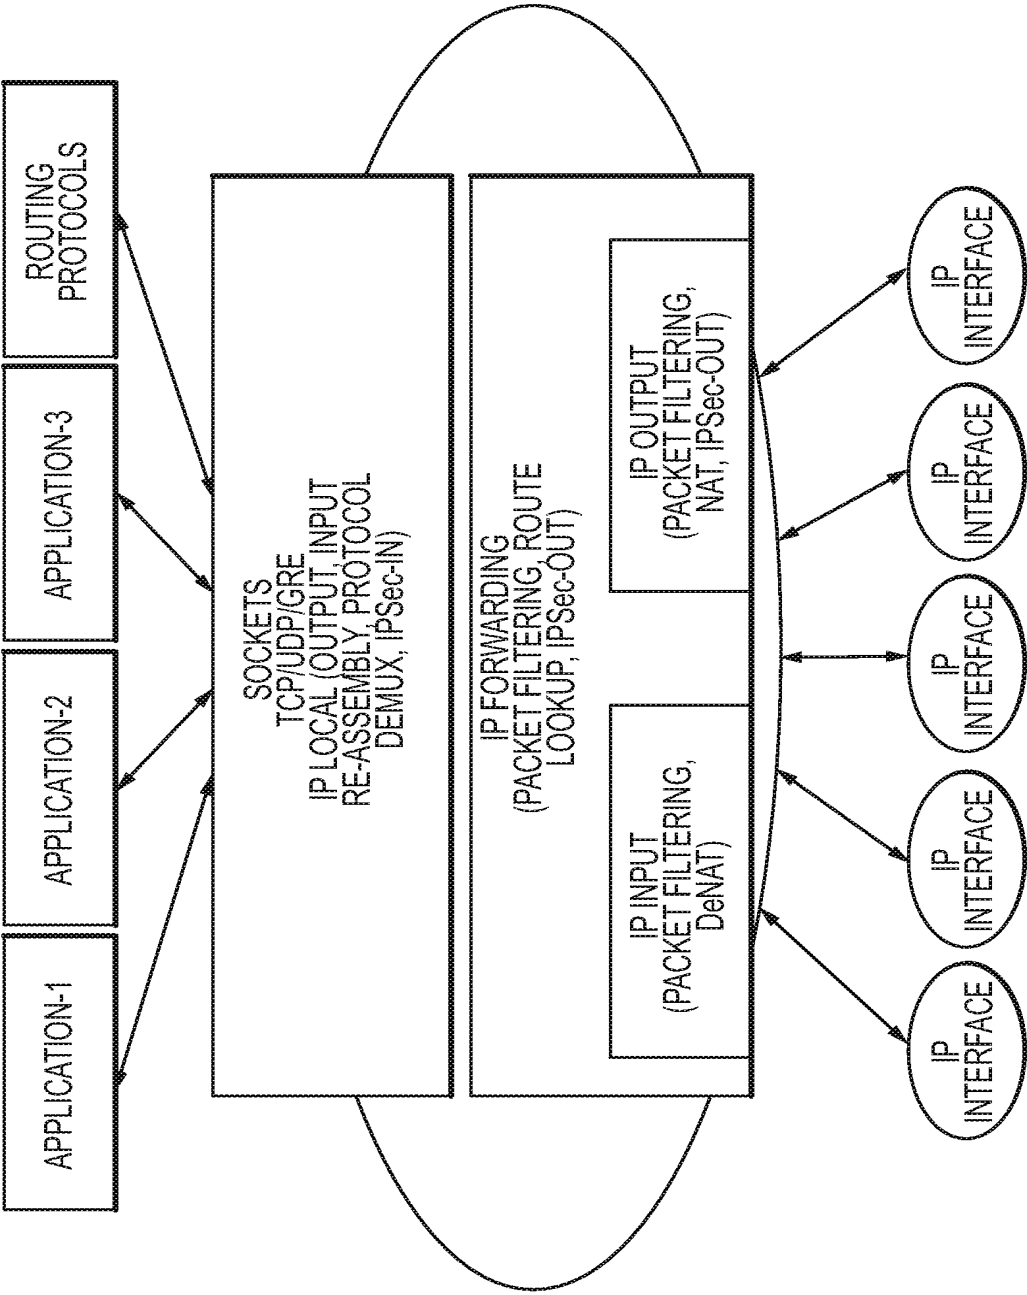 APPLICATION-1
APPLICATION-2
APPLICATION-3
ROUTING
PROTOCOLS
SOCKETS
TCP/UDP/GRE
IP LOCAL (OUTPUT, INPUT
RE-ASSEMBLY, PROTOCOL
DEMUX, IPSec-IN)
IP FORWARDING
(PACKET FILTERING, ROUTE
LOOKUP, IPSec-OUT)
IP INPUT
(PACKET FILTERING,
DeNAT)
IP OUTPUT
(PACKET FILTERING,
NAT, IPSec-OUT)
IP
INTERFACE
IP
INTERFACE
IP
INTERFACE
IP
INTERFACE
IP
INTERFACE